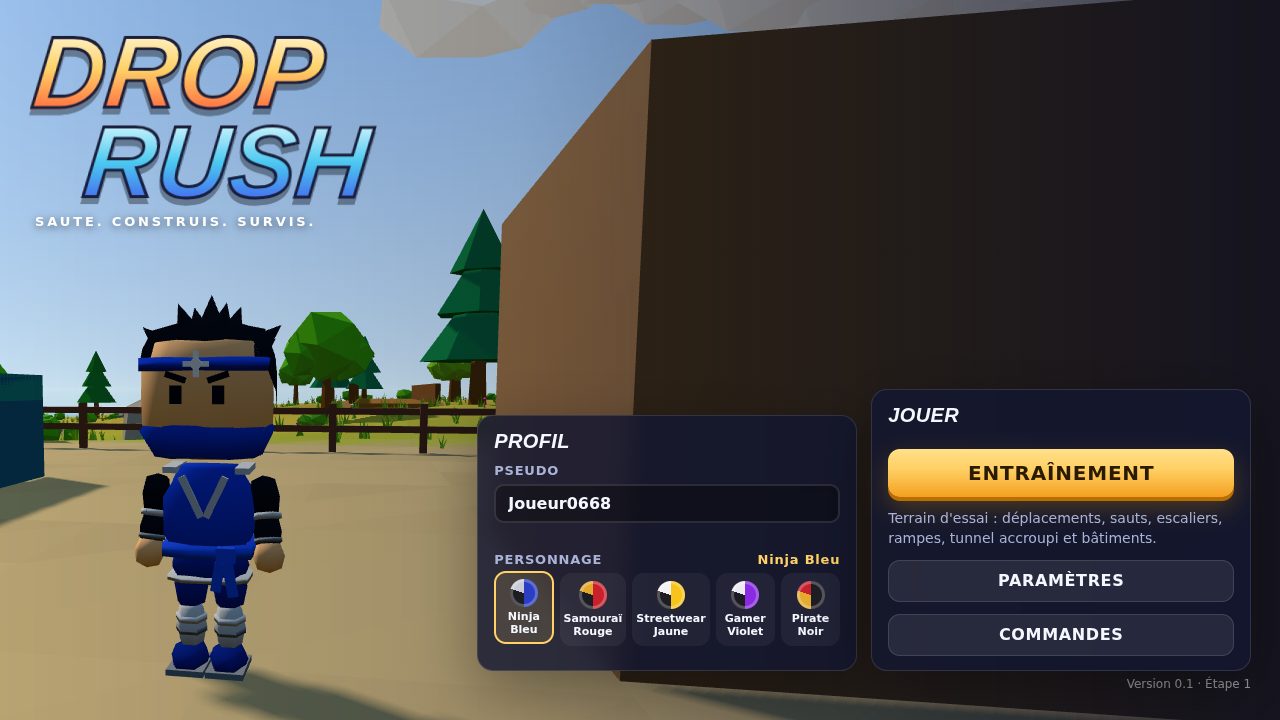 DROP
RUSH
SAUTE. CONSTRUIS. SURVIS.
PROFIL
PSEUDO
Joueur0668
PERSONNAGE
Ninja Bleu
Ninja
Bleu
Samouraï
Rouge
Streetwear
Jaune
Gamer
Violet
Pirate
Noir
JOUER
ENTRAÎNEMENT
Terrain d'essai : déplacements, sauts, escaliers,
rampes, tunnel accroupi et bâtiments.
PARAMÈTRES
COMMANDES
Version 0.1 · Étape 1